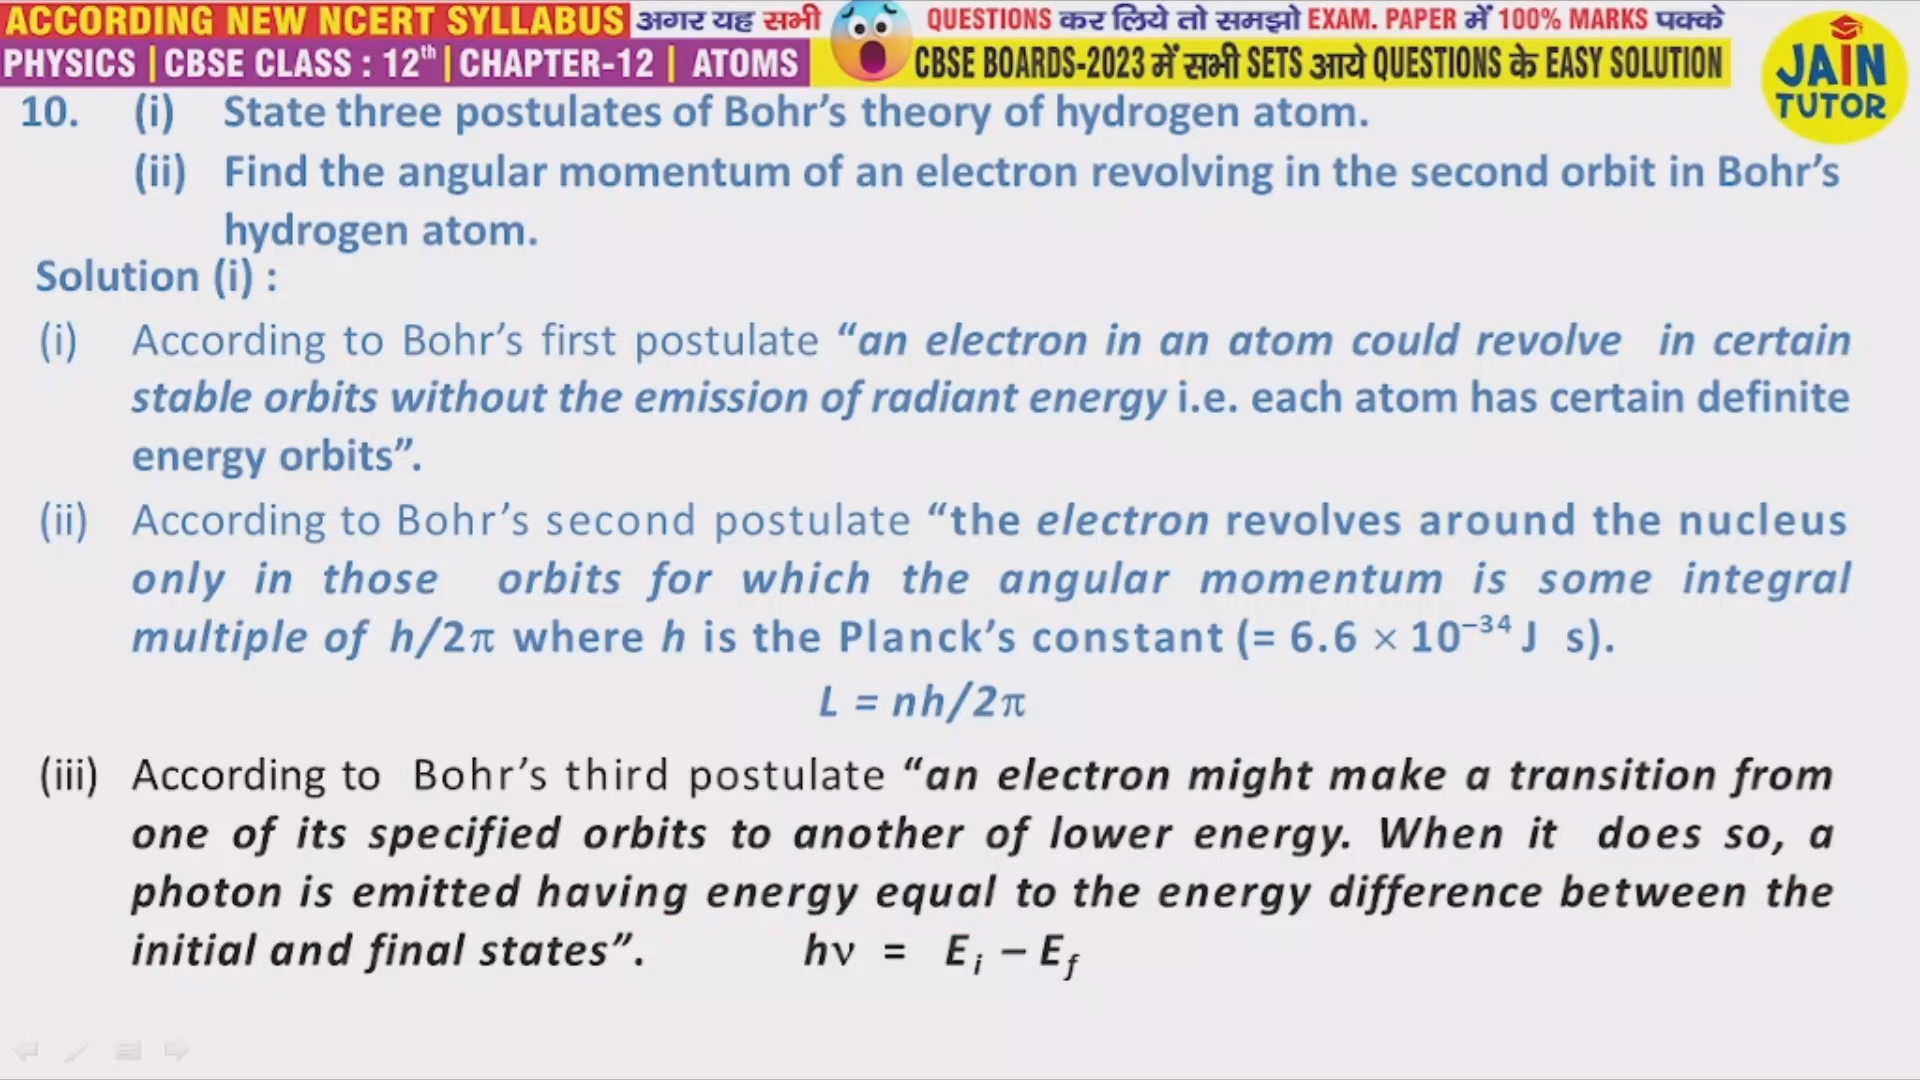 ACCORDING NEW NCERT SYLLABUS अगर यह सभी QUESTIONS कर लिये तो समझो EXAM. PAPER में 100% MARKS पक्के
PHYSICS | CBSE CLASS : 12th | CHAPTER-12 | ATOMS CBSE BOARDS-2023 में सभी SETS आये QUESTIONS के EASY SOLUTION
JAIN
TUTOR
10. (i) State three postulates of Bohr’s theory of hydrogen atom.
(ii) Find the angular momentum of an electron revolving in the second orbit in Bohr’s
hydrogen atom.
Solution (i) :
(i) According to Bohr’s first postulate “an electron in an atom could revolve in certain
stable orbits without the emission of radiant energy i.e. each atom has certain definite
energy orbits”.
(ii) According to Bohr’s second postulate “the electron revolves around the nucleus
only in those orbits for which the angular momentum is some integral
multiple of h/2π where h is the Planck’s constant (= 6.6 × 10⁻³⁴ J s).
L = nh/2π
(iii) According to Bohr’s third postulate “an electron might make a transition from
one of its specified orbits to another of lower energy. When it does so, a
photon is emitted having energy equal to the energy difference between the
initial and final states”. hν = Ei – Ef